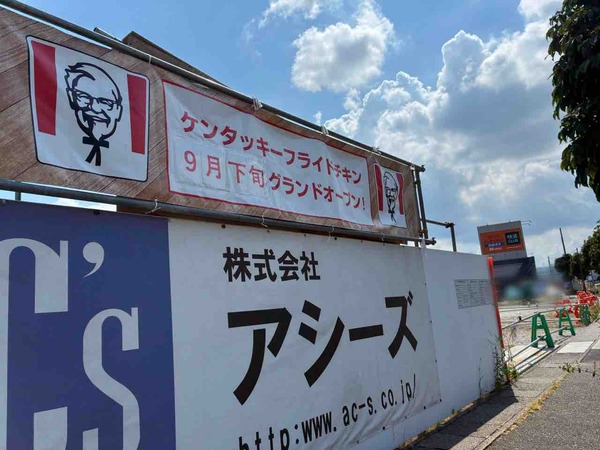 ケンタッキーフライドチキン
9月下旬グランドオープン!
C's
株式会社
アシーズ
http:www.ac-s.co.jp/